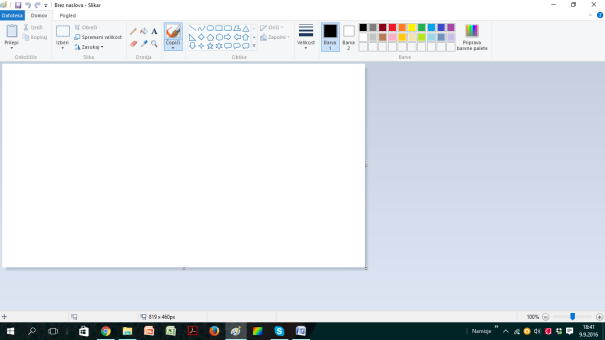 Brez naslova - Slikar
Datoteka Domov Pogled
Prilepi
Izreži
Kopiraj
Odložišče
Izberi
Obreži
Spremeni velikost
Zasukaj
Slika
Orodja
Čopiči
Oris
Zapolni
Oblike
Velikost
Barva 1
Barva 2
Poprava barvne palete
Barve
819 x 460px
100%
Namizje
18:41
9.9.2016